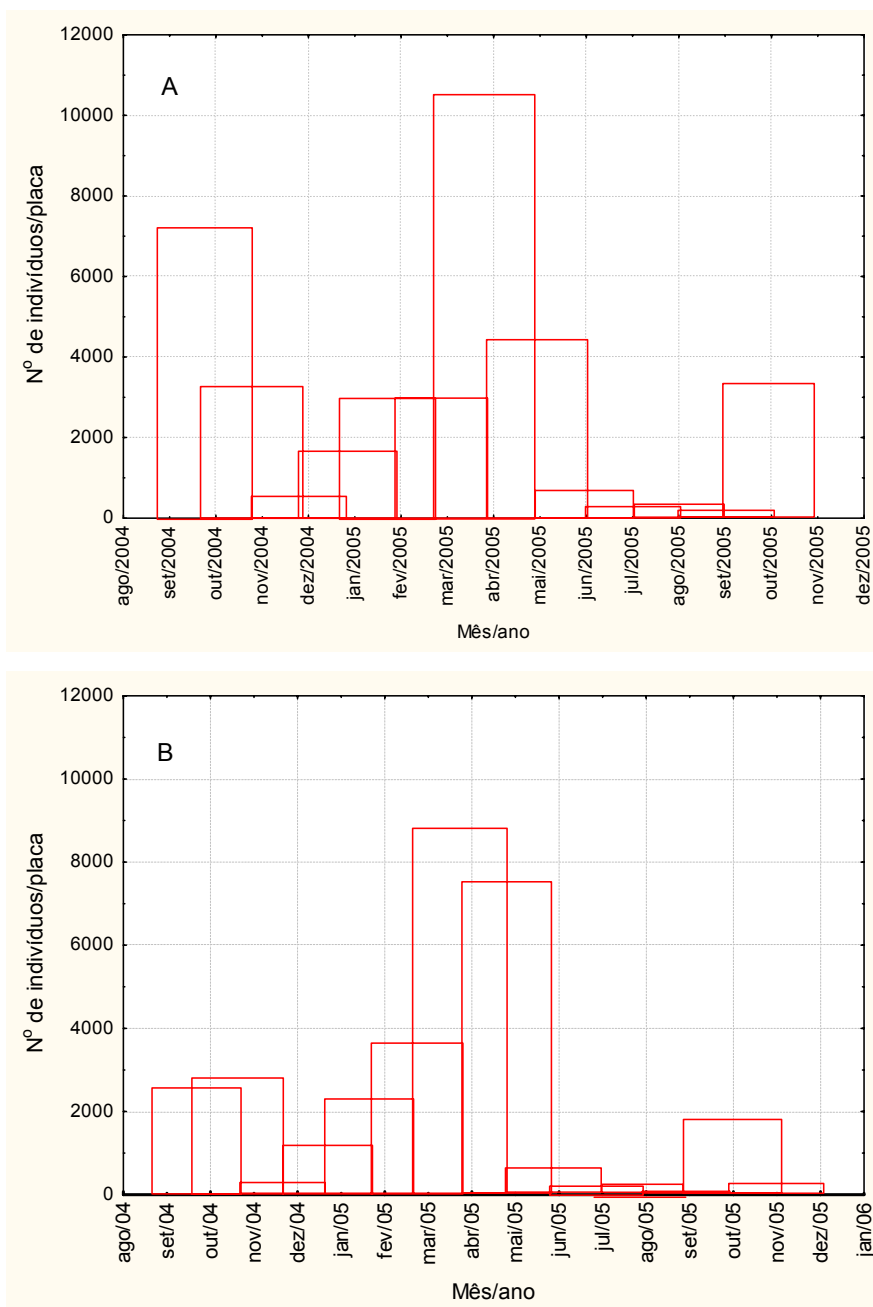 A
12000
10000
8000
6000
4000
2000
0
Nº de indivíduos/placa
ago/2004 set/2004 out/2004 nov/2004 dez/2004 jan/2005 fev/2005 mar/2005 abr/2005 mai/2005 jun/2005 jul/2005 ago/2005 set/2005 out/2005 nov/2005 dez/2005
Mês/ano
B
12000
10000
8000
6000
4000
2000
0
Nº de indivíduos/placa
ago/04 set/04 out/04 nov/04 dez/04 jan/05 fev/05 mar/05 abr/05 mai/05 jun/05 jul/05 ago/05 set/05 out/05 nov/05 dez/05 jan/06
Mês/ano